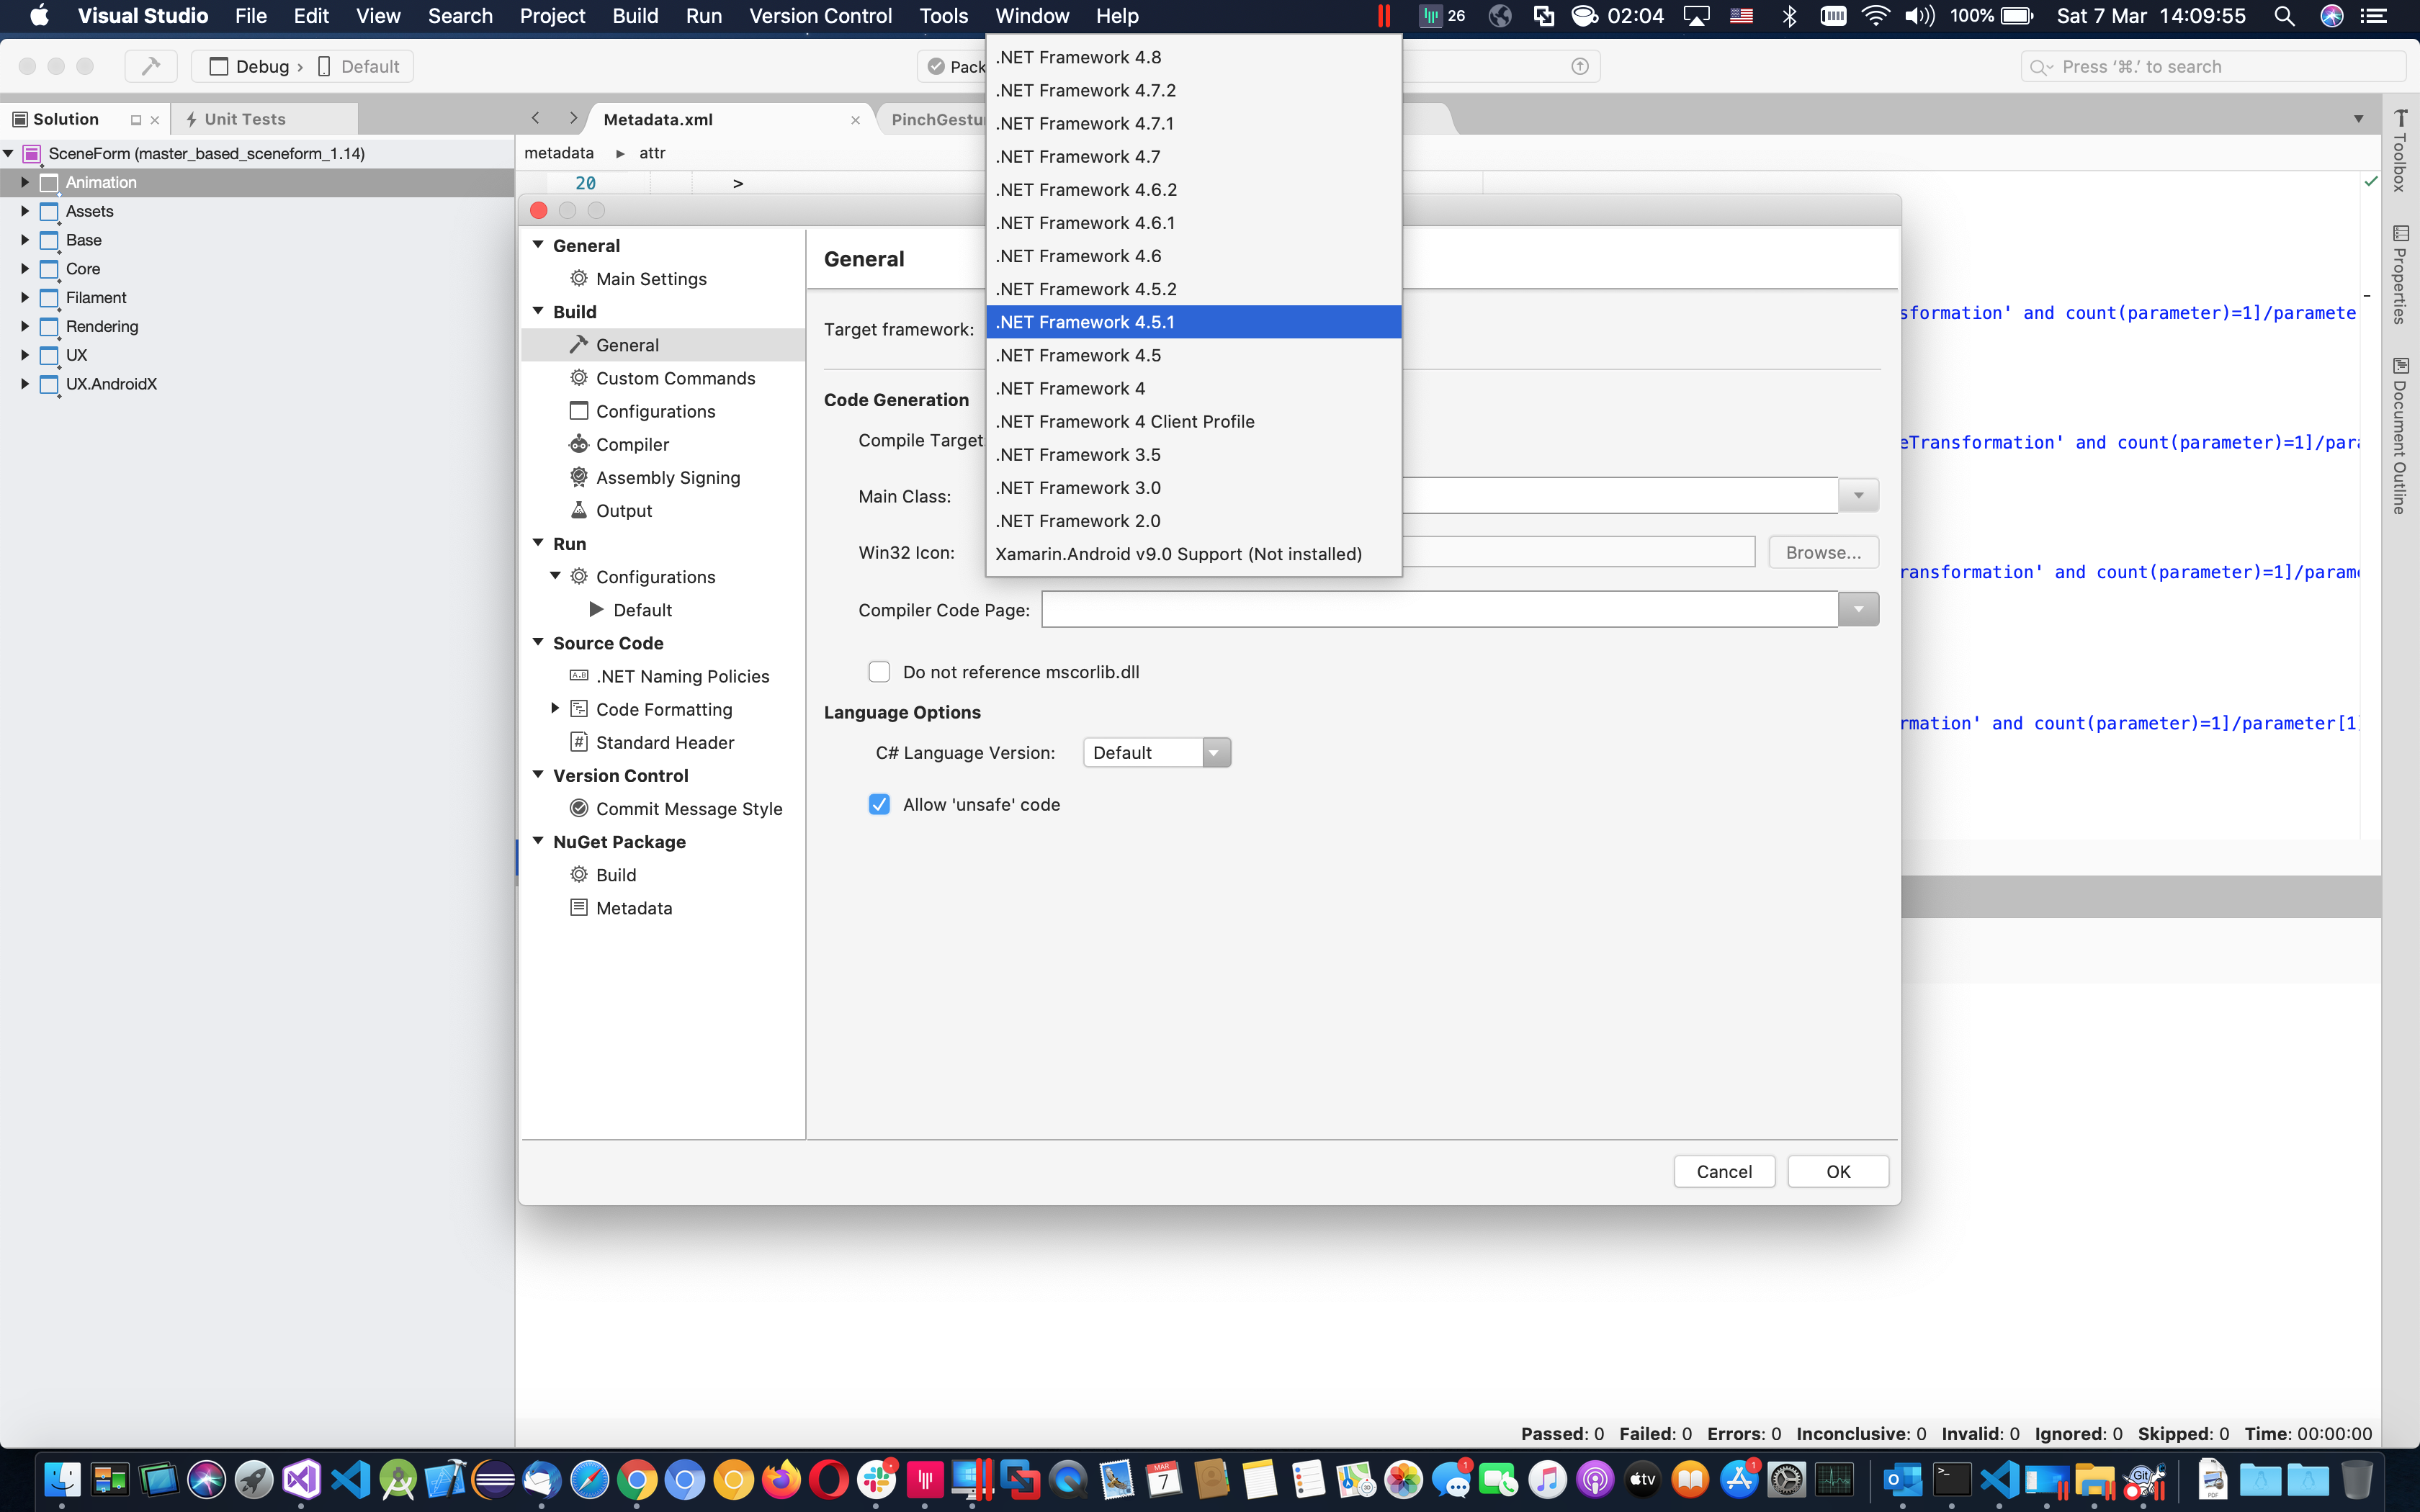 Visual Studio File Edit View Search Project Build Run Version Control Tools Window Help 26 02:04 100% Sat 7 Mar 14:09:55
Debug › Default
Pack
Press '⌘.' to search
Solution
Unit Tests
Metadata.xml
metadata ▸ attr
20 >
SceneForm (master_based_sceneform_1.14)
Animation
Assets
Base
Core
Filament
Rendering
UX
UX.AndroidX
General
Main Settings
Build
General
Custom Commands
Configurations
Compiler
Assembly Signing
Output
Run
Configurations
Default
Source Code
.NET Naming Policies
Code Formatting
Standard Header
Version Control
Commit Message Style
NuGet Package
Build
Metadata
General
Target framework:
.NET Framework 4.8
.NET Framework 4.7.2
.NET Framework 4.7.1
.NET Framework 4.7
.NET Framework 4.6.2
.NET Framework 4.6.1
.NET Framework 4.6
.NET Framework 4.5.2
.NET Framework 4.5.1
.NET Framework 4.5
.NET Framework 4
.NET Framework 4 Client Profile
.NET Framework 3.5
.NET Framework 3.0
.NET Framework 2.0
Xamarin.Android v9.0 Support (Not installed)
Code Generation
Compile Target
Main Class:
Win32 Icon:
Browse...
Compiler Code Page:
Do not reference mscorlib.dll
Language Options
C# Language Version: Default
Allow 'unsafe' code
Cancel
OK
sformation' and count(parameter)=1]/paramete
eTransformation' and count(parameter)=1]/para
ransformation' and count(parameter)=1]/param
rmation' and count(parameter)=1]/parameter[1]
Toolbox
Properties
Document Outline
Passed: 0 Failed: 0 Errors: 0 Inconclusive: 0 Invalid: 0 Ignored: 0 Skipped: 0 Time: 00:00:00
MAR
7
tv
Git
PDF